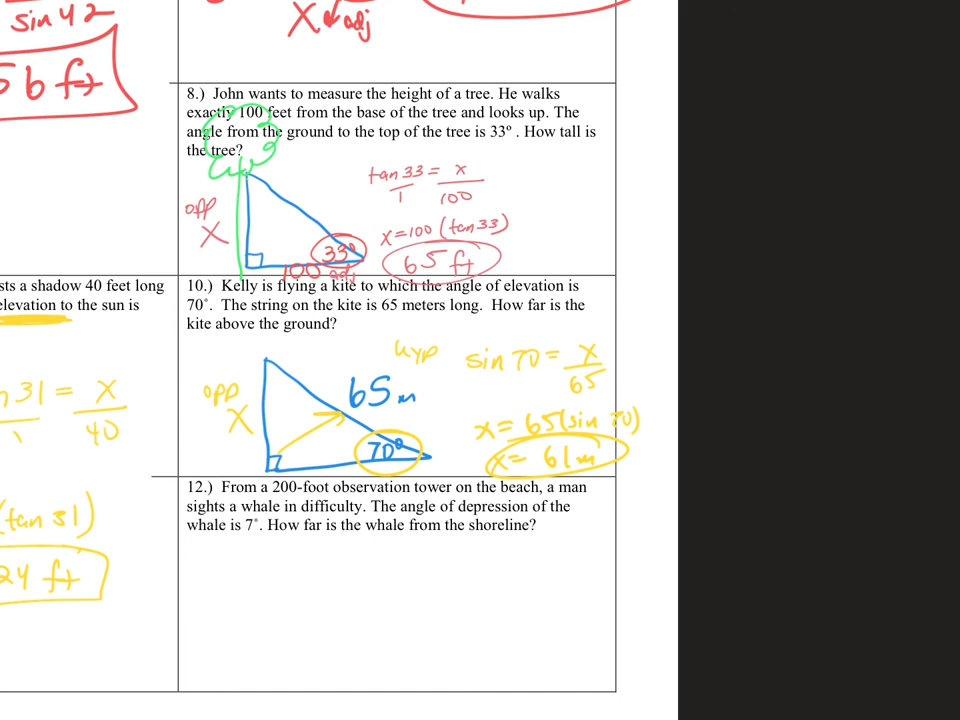 sin 42
X adj
56 ft
8.) John wants to measure the height of a tree. He walks
exactly 100 feet from the base of the tree and looks up. The
angle from the ground to the top of the tree is 33º . How tall is
the tree?
tan 33 = x
1 100
opp
X
x=100 (tan 33)
33º
65 ft
100 adj
sts a shadow 40 feet long
elevation to the sun is
10.) Kelly is flying a kite to which the angle of elevation is
70˚. The string on the kite is 65 meters long. How far is the
kite above the ground?
hyp
sin 70 = x
65
opp
X
65 m
n 31 = X
1 40
x = 65(sin 70)
70º
x = 61m
12.) From a 200-foot observation tower on the beach, a man
sights a whale in difficulty. The angle of depression of the
whale is 7˚. How far is the whale from the shoreline?
(tan 31)
24 ft